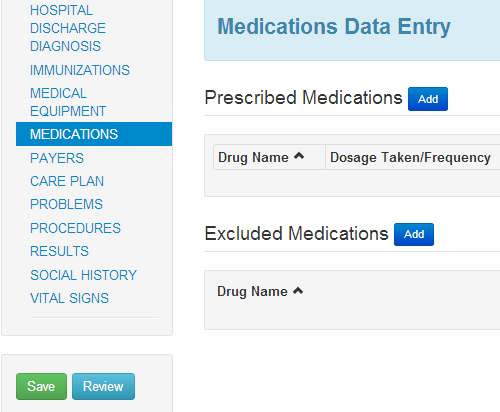 HOSPITAL
DISCHARGE
DIAGNOSIS
IMMUNIZATIONS
MEDICAL
EQUIPMENT
MEDICATIONS
PAYERS
CARE PLAN
PROBLEMS
PROCEDURES
RESULTS
SOCIAL HISTORY
VITAL SIGNS
Save Review
Medications Data Entry
Prescribed Medications Add
Drug Name Dosage Taken/Frequency
Excluded Medications Add
Drug Name